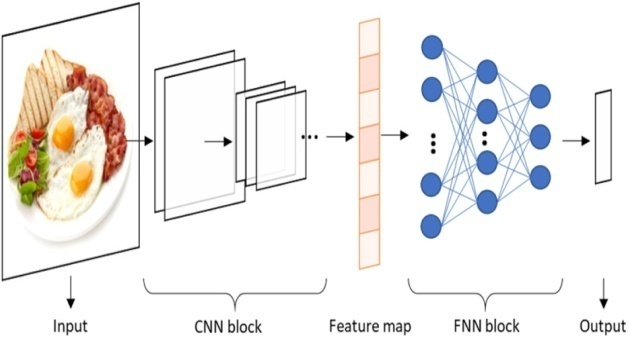 Input
CNN block
Feature map
FNN block
Output